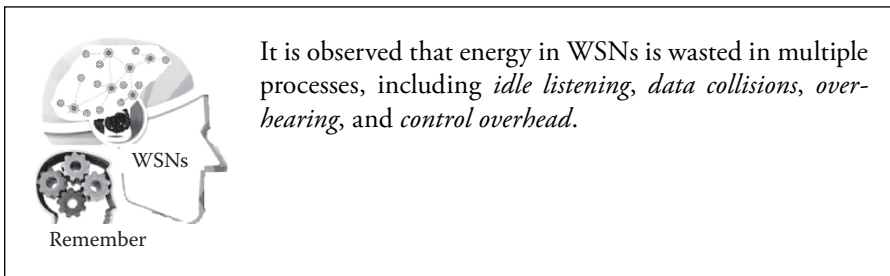 It is observed that energy in WSNs is wasted in multiple
processes, including idle listening, data collisions, over-
hearing, and control overhead.
WSNs
Remember